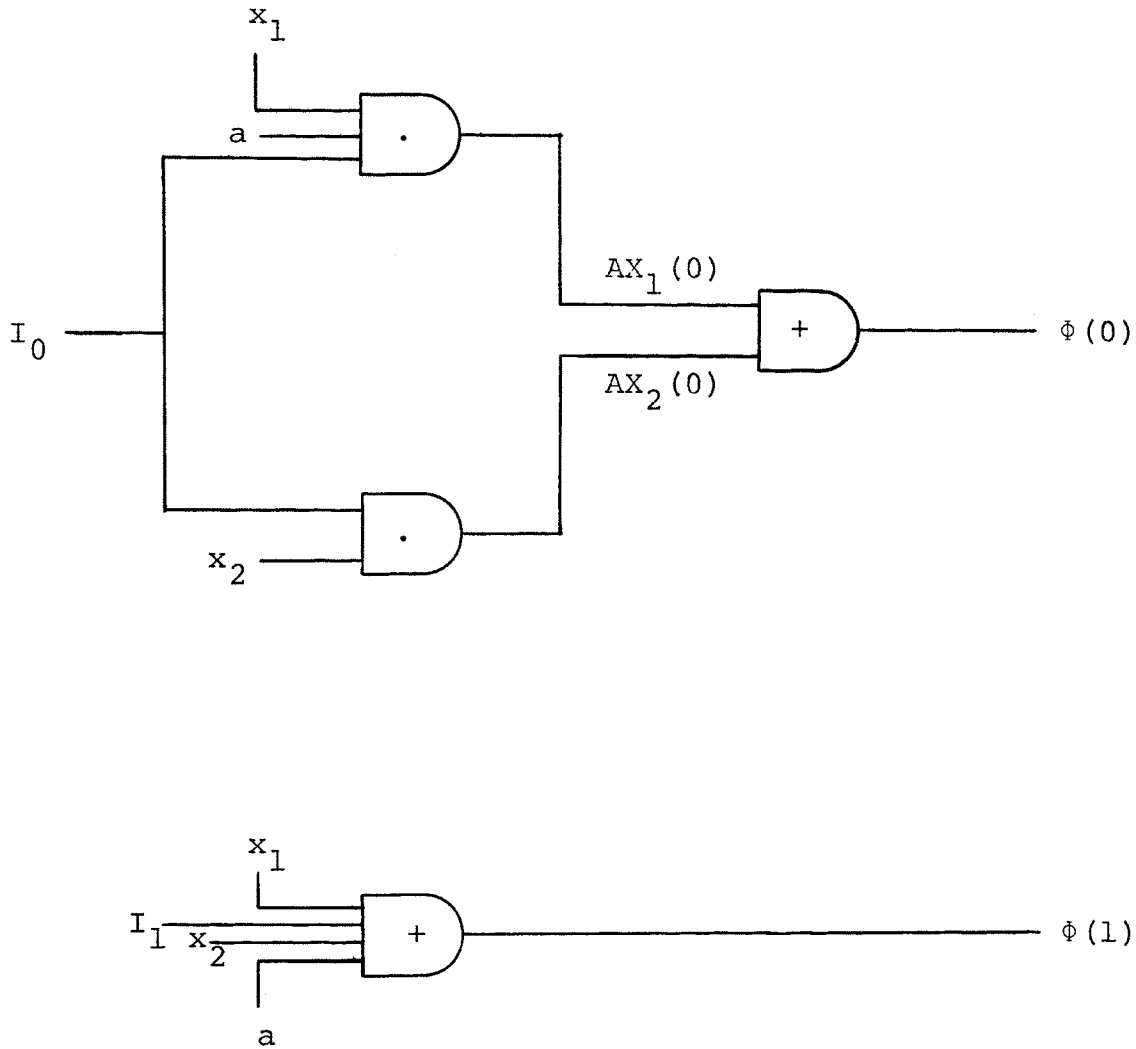 x₁
a
.
AX₁(0)
I₀
+
Φ(0)
AX₂(0)
.
x₂
x₁
I₁
x₂
+
Φ(1)
a